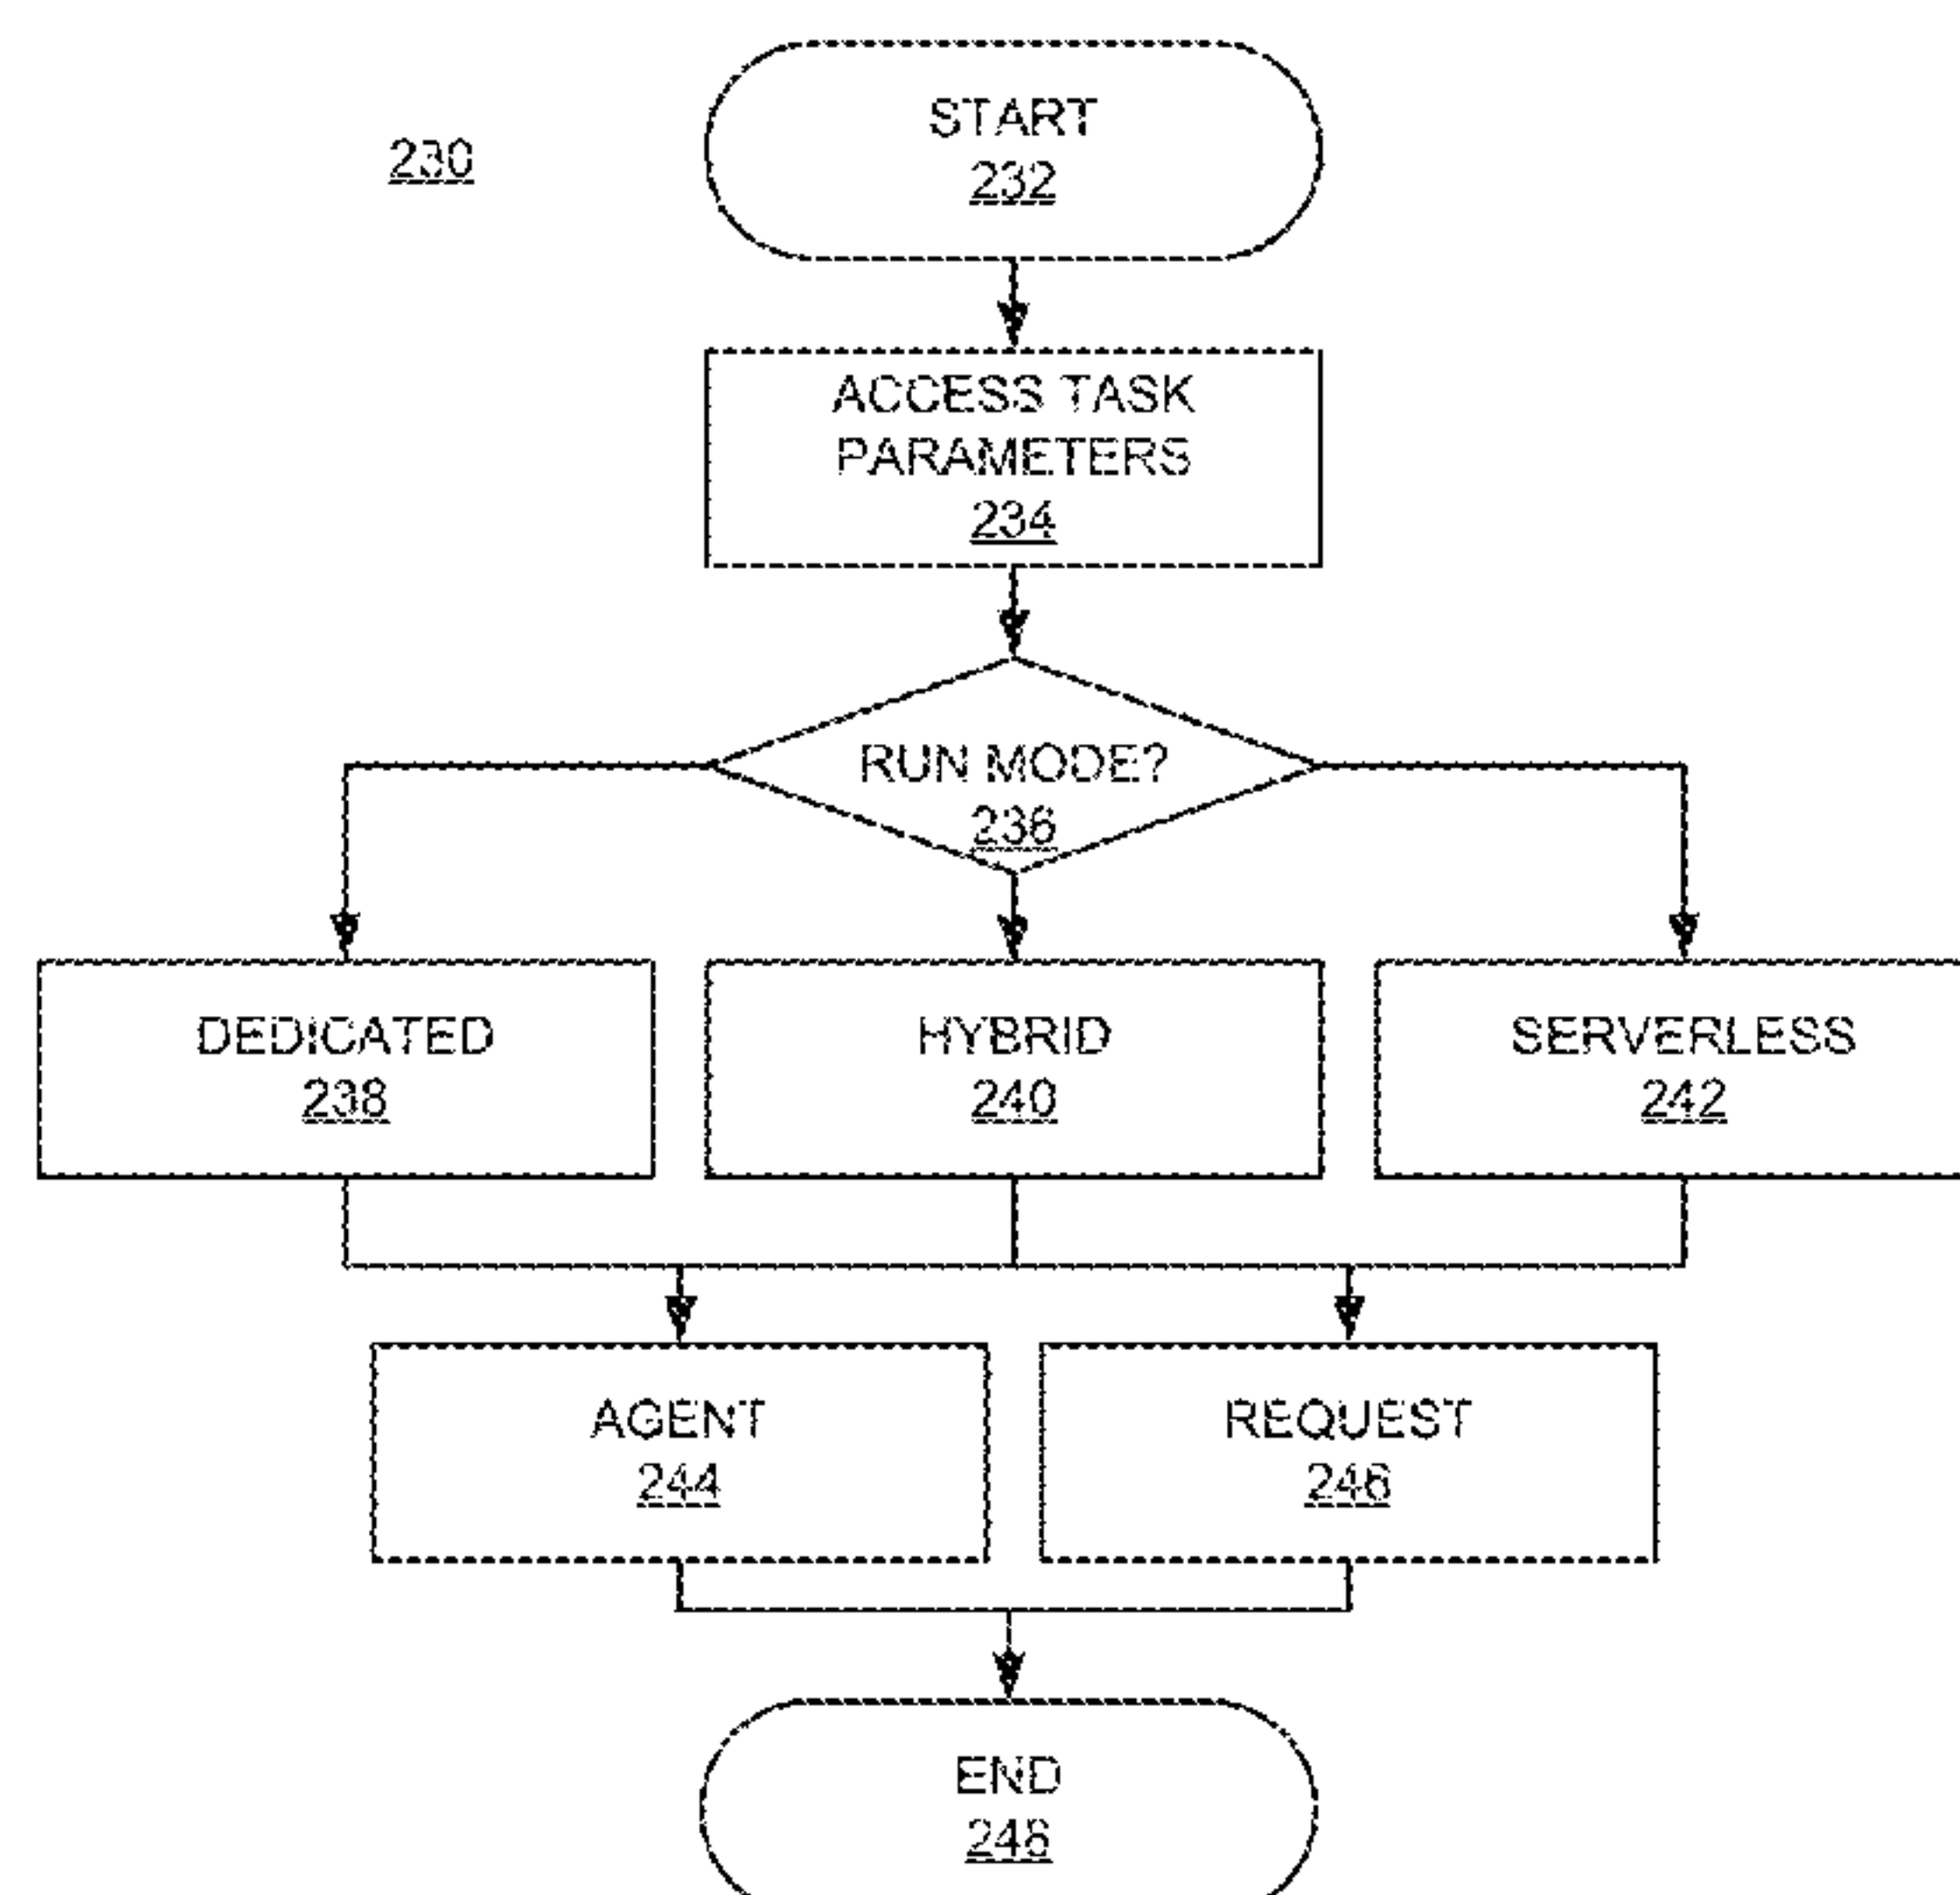 230
START
232
ACCESS TASK
PARAMETERS
234
RUN MODE?
236
DEDICATED
238
HYBRID
240
SERVERLESS
242
AGENT
244
REQUEST
246
END
248